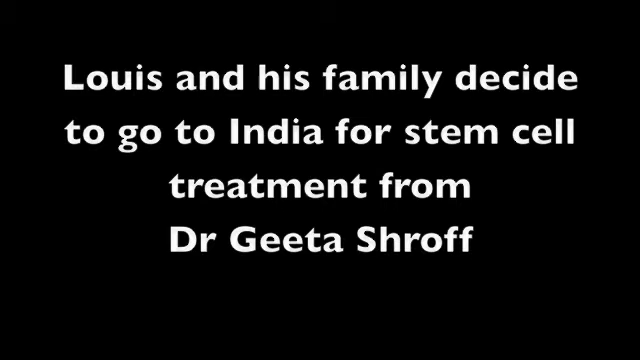 Louis and his family decide
to go to India for stem cell
treatment from
Dr Geeta Shroff